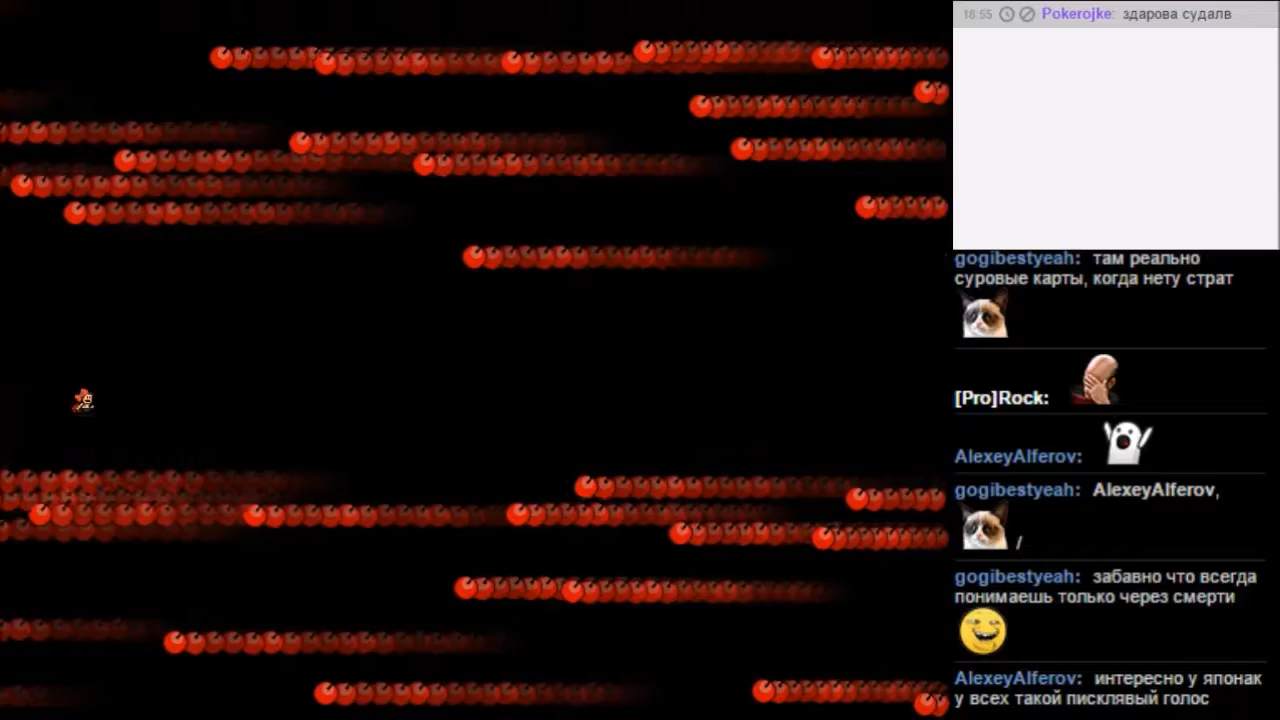 18:55 Pokerojke: здарова судалв
gogibestyeah: там реально
суровые карты, когда нету страт
[Pro]Rock:
AlexeyAlferov:
gogibestyeah: AlexeyAlferov,
/
gogibestyeah: забавно что всегда
понимаешь только через смерти
AlexeyAlferov: интересно у японак
у всех такой писклявый голос